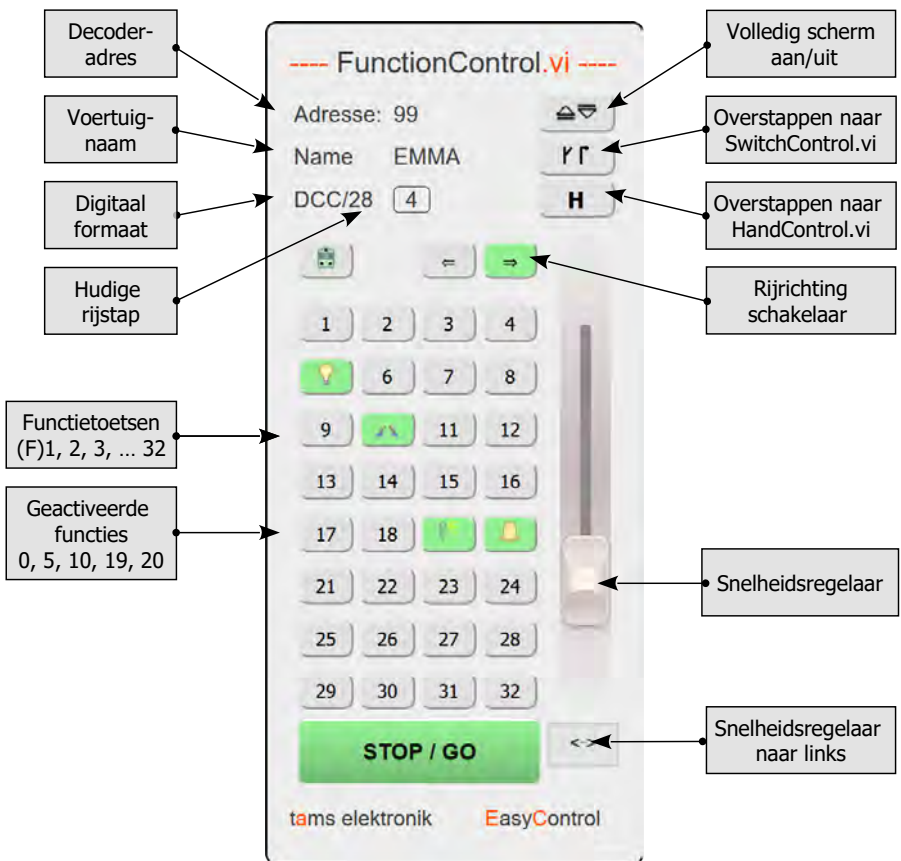 Decoder-
adres
Voertuig-
naam
Digitaal
formaat
Hudige
rijstap
Functietoetsen
(F)1, 2, 3, … 32
Geactiveerde
functies
0, 5, 10, 19, 20
---- FunctionControl.vi ----
Adresse: 99
Name EMMA
DCC/28 4
H
⇐ ⇒
1 2 3 4
6 7 8
9 11 12
13 14 15 16
17 18
21 22 23 24
25 26 27 28
29 30 31 32
STOP / GO
<->
tams elektronik EasyControl
Volledig scherm
aan/uit
Overstappen naar
SwitchControl.vi
Overstappen naar
HandControl.vi
Rijrichting
schakelaar
Snelheidsregelaar
Snelheidsregelaar
naar links